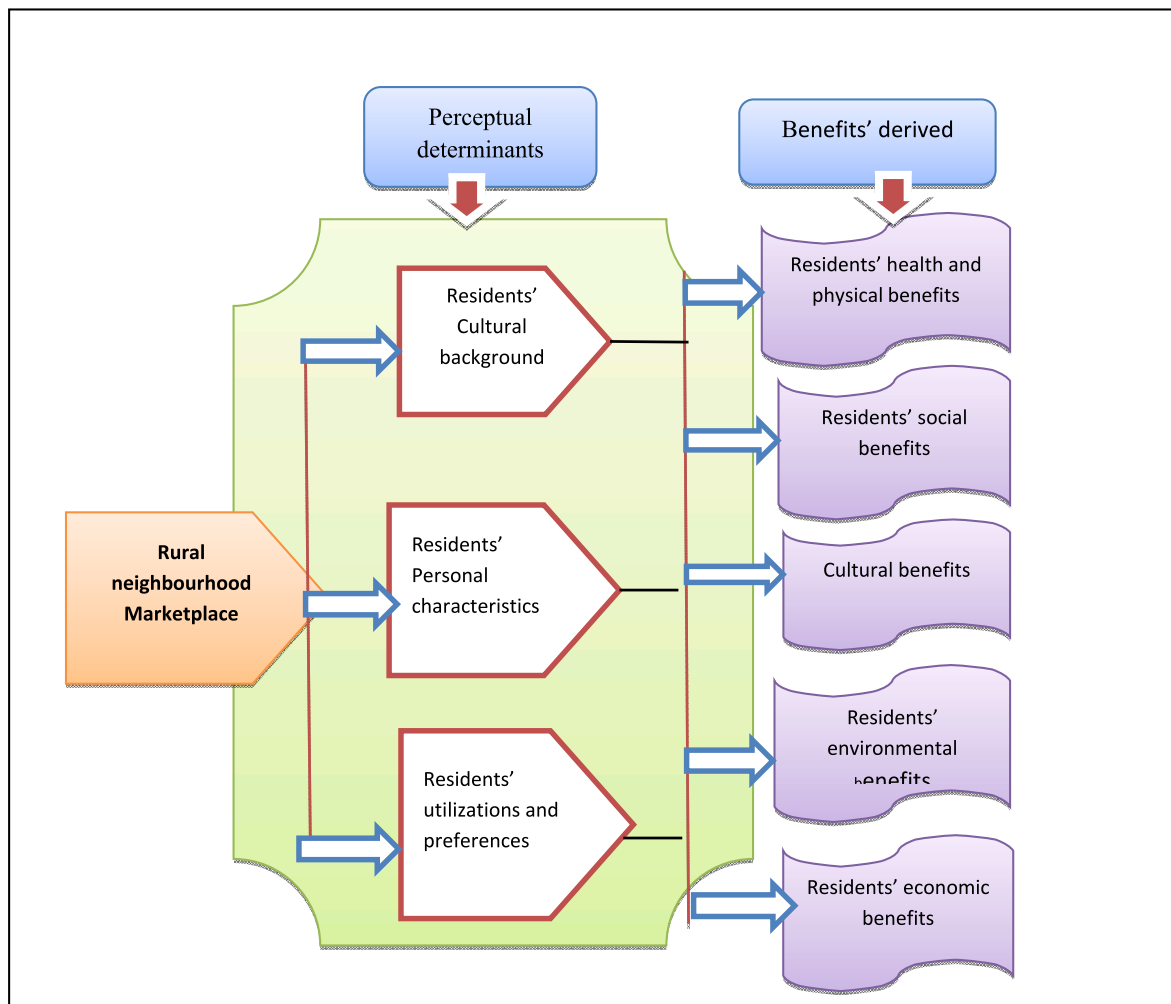 Perceptual
determinants
Benefits’ derived
Residents’
Cultural
background
Residents’ health and
physical benefits
Residents’ social
benefits
Rural
neighbourhood
Marketplace
Residents’
Personal
characteristics
Cultural benefits
Residents’
utilizations and
preferences
Residents’
environmental
benefits
Residents’ economic
benefits